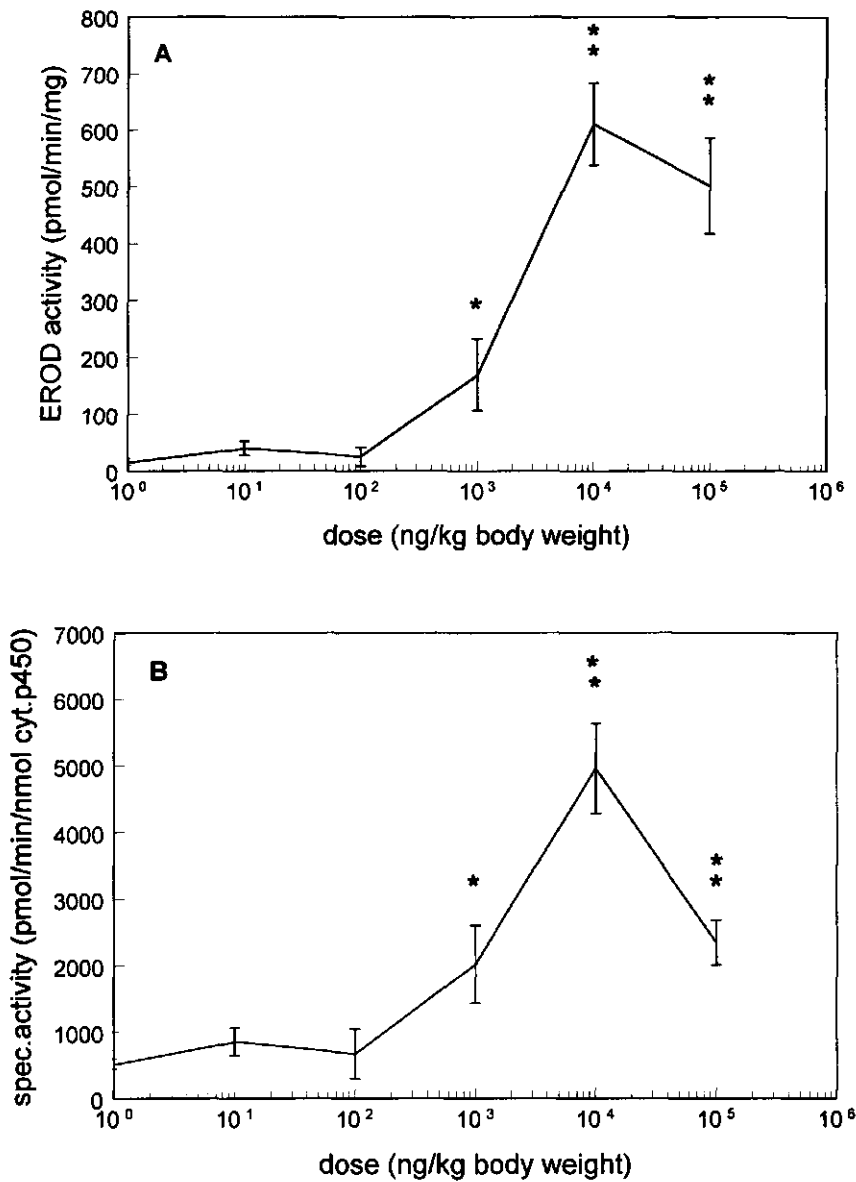 A
EROD activity (pmol/min/mg)
800
700
600
500
400
300
200
100
0
* *
* *
*
10⁰ 10¹ 10² 10³ 10⁴ 10⁵ 10⁶
dose (ng/kg body weight)
B
spec.activity (pmol/min/nmol cyt.p450)
7000
6000
5000
4000
3000
2000
1000
0
* *
* *
*
10⁰ 10¹ 10² 10³ 10⁴ 10⁵ 10⁶
dose (ng/kg body weight)